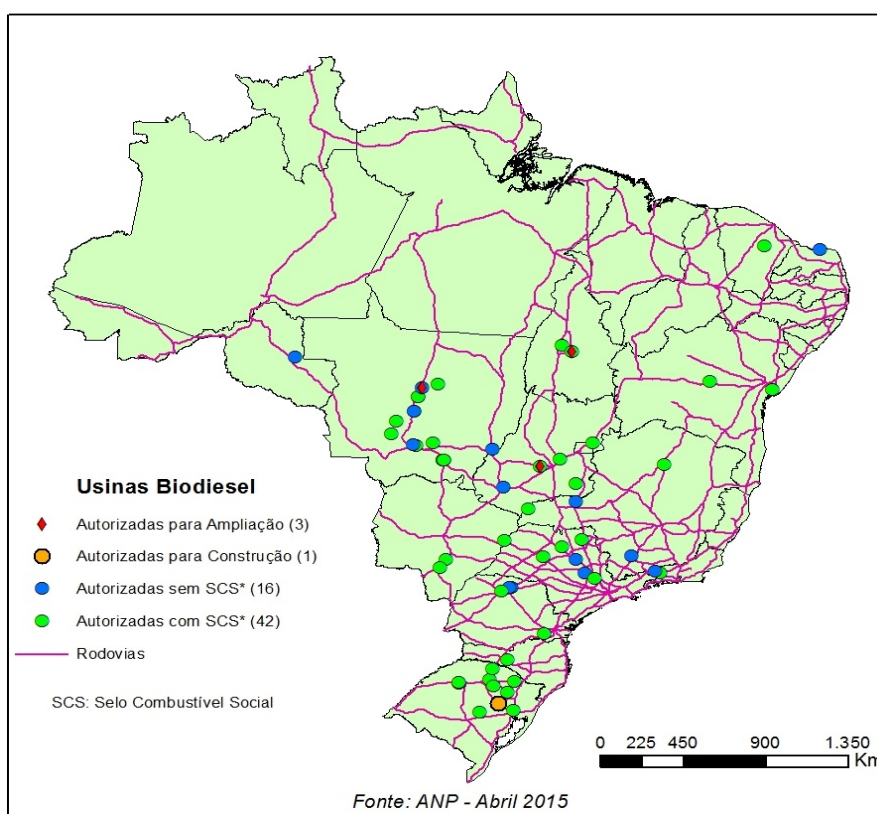 Usinas Biodiesel
Autorizadas para Ampliação (3)
Autorizadas para Construção (1)
Autorizadas sem SCS* (16)
Autorizadas com SCS* (42)
Rodovias
SCS: Selo Combustível Social
0 225 450 900 1.350
Km
Fonte: ANP - Abril 2015